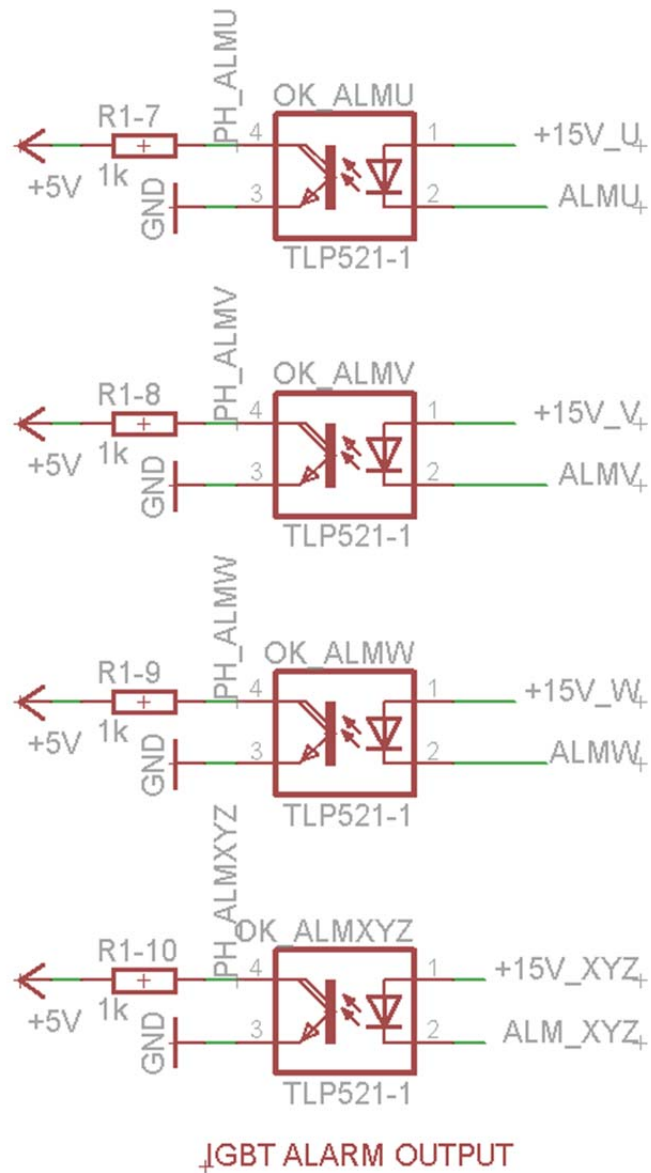 PH_ALMU
OK_ALMU
R1-7
4
1
+15V_U
+5V
1k
GND
3
2
ALMU
TLP521-1
PH_ALMV
OK_ALMV
R1-8
4
1
+15V_V
+5V
1k
GND
3
2
ALMV
TLP521-1
PH_ALMW
OK_ALMW
R1-9
4
1
+15V_W
+5V
1k
GND
3
2
ALMW
TLP521-1
PH_ALMXYZ
OK_ALMXYZ
R1-10
4
1
+15V_XYZ
+5V
1k
GND
3
2
ALM_XYZ
TLP521-1
IGBT ALARM OUTPUT